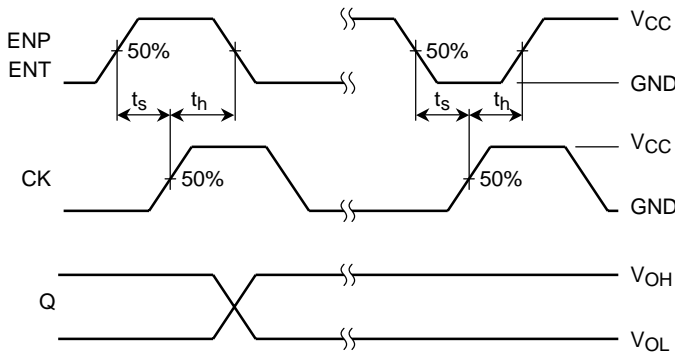 ENP
ENT
50%
50%
VCC
GND
ts
th
ts
th
CK
50%
50%
VCC
GND
Q
VOH
VOL